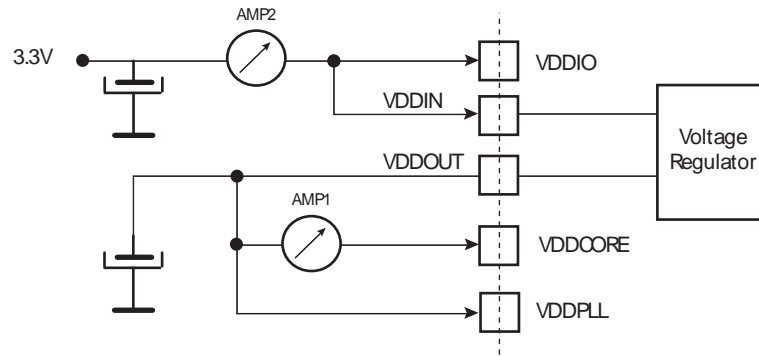 AMP2
3.3V
VDDIO
VDDIN
Voltage
Regulator
VDDOUT
AMP1
VDDCORE
VDDPLL